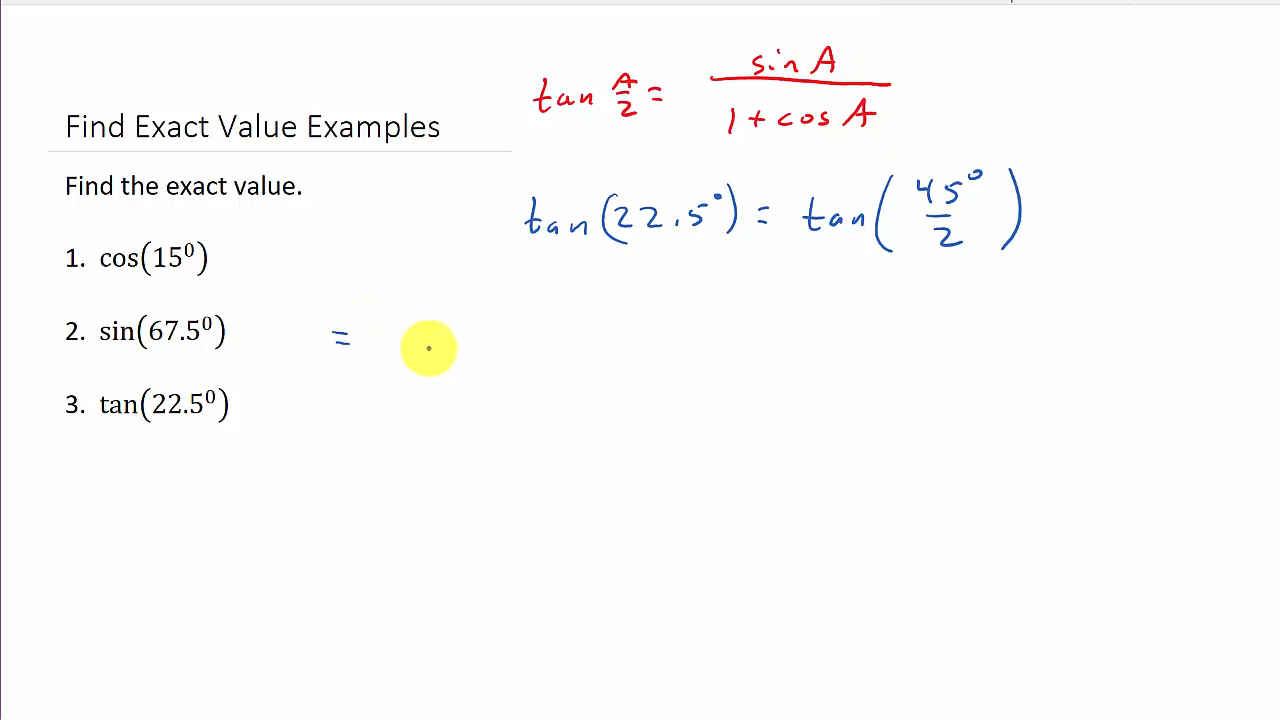 Find Exact Value Examples
Find the exact value.
1. cos(15⁰)
2. sin(67.5⁰)
3. tan(22.5⁰)
tan A/2 = sin A / 1 + cos A
tan(22.5°) = tan(45°/2)
=